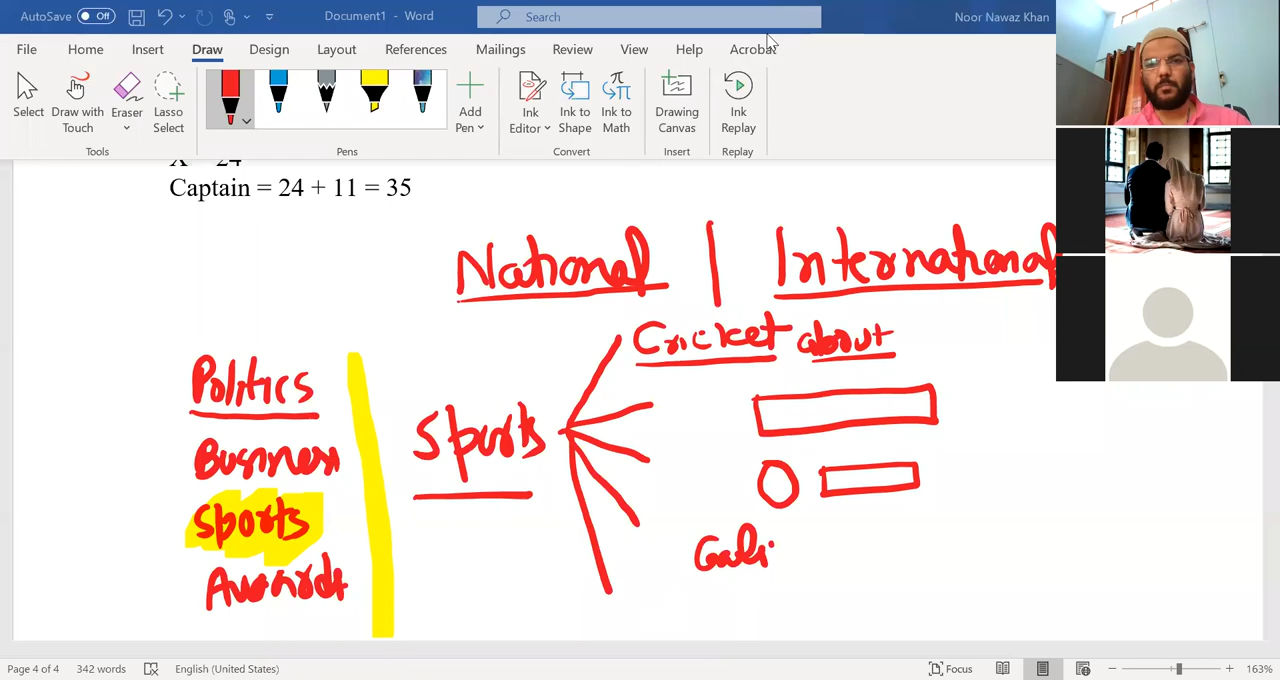 AutoSave Off Document1 - Word Search Noor Nawaz Khan
File Home Insert Draw Design Layout References Mailings Review View Help Acrobat
Select Draw with Touch Eraser Lasso Select Add Pen Ink Editor Ink to Shape Ink to Math Drawing Canvas Ink Replay
Tools Pens Convert Insert Replay
X = 24
Captain = 24 + 11 = 35
National | International
Cricket about
Politics
Business
Sports
Sports
Awards
Page 4 of 4 342 words English (United States) Focus 163%